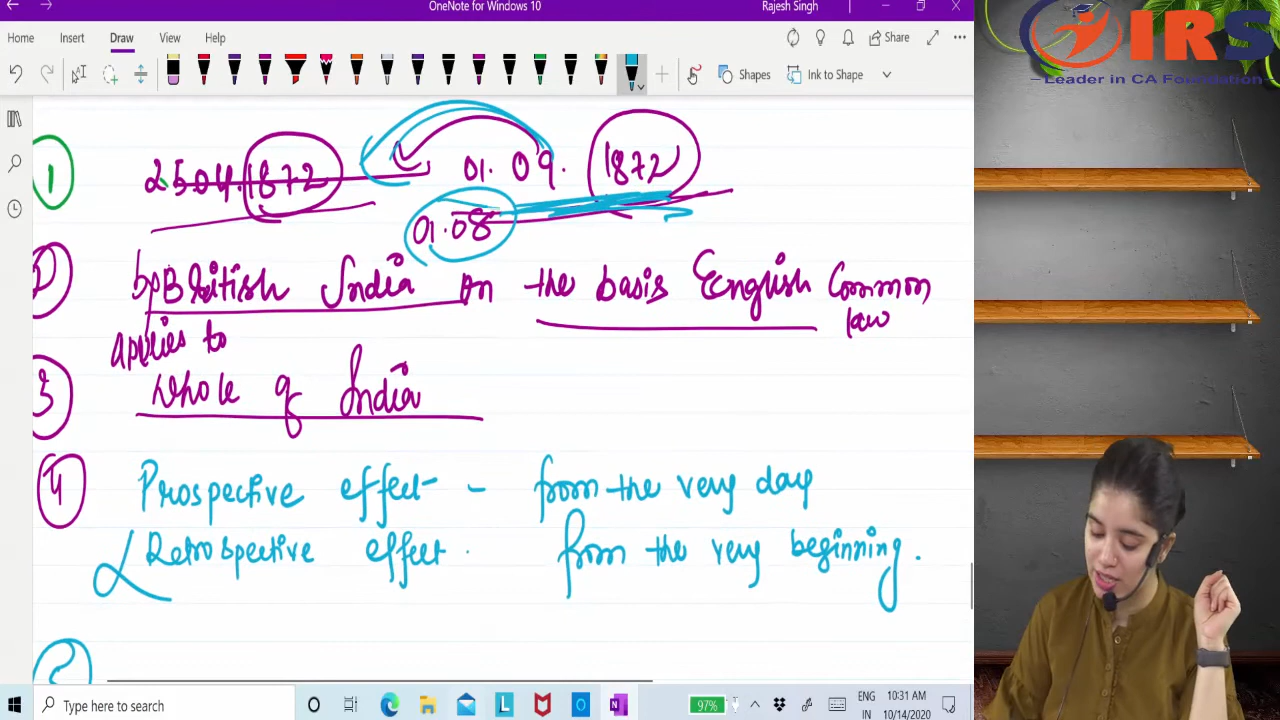 OneNote for Windows 10
Rajesh Singh
Home Insert Draw View Help
Share
Shapes
Ink to Shape
IRS
Leader in CA Foundation
1
2504 1872 01. 09. 1872
01.08
2
by British India on the basis English Common
law
applies to
3
whole of India
4
Prospective effect - from the very day
Retrospective effect. from the very beginning.
Type here to search
97%
ENG
IN
10:31 AM
10/14/2020